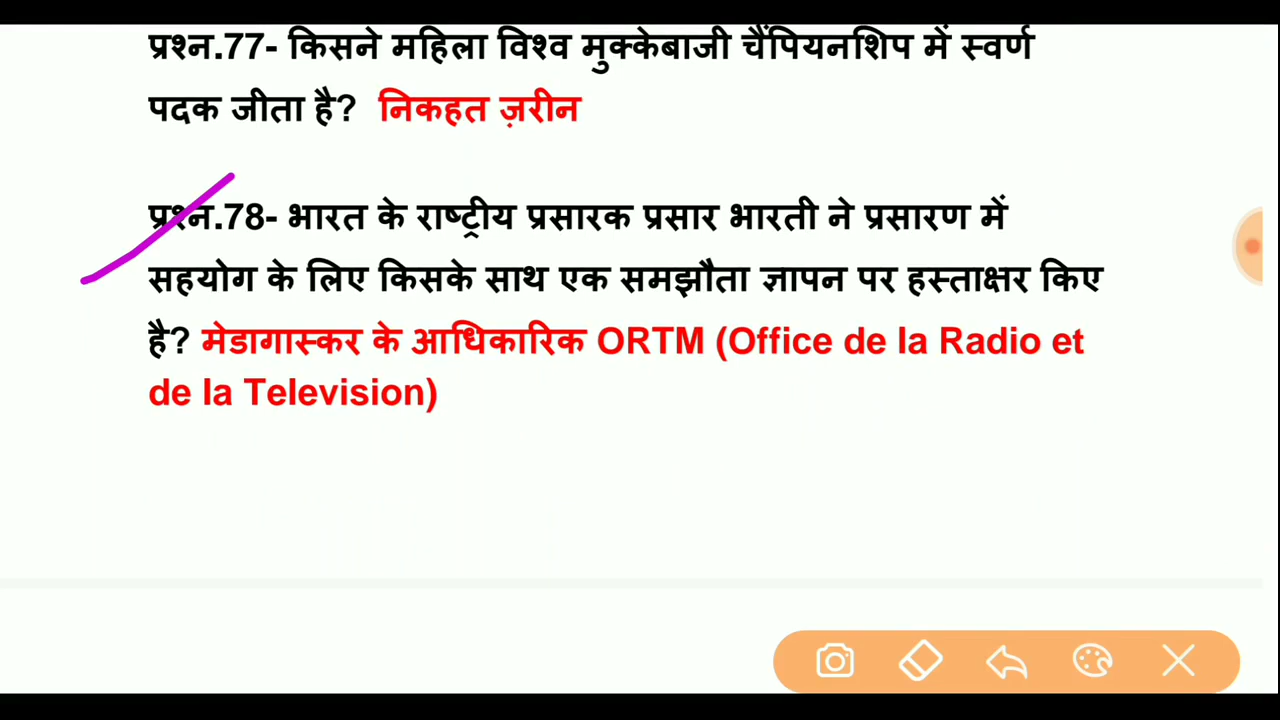 प्रश्न.77- किसने महिला विश्व मुक्केबाजी चैंपियनशिप में स्वर्ण
पदक जीता है? निकहत ज़रीन
प्रश्न.78- भारत के राष्ट्रीय प्रसारक प्रसार भारती ने प्रसारण में
सहयोग के लिए किसके साथ एक समझौता ज्ञापन पर हस्ताक्षर किए
है? मेडागास्कर के आधिकारिक ORTM (Office de la Radio et
de la Television)